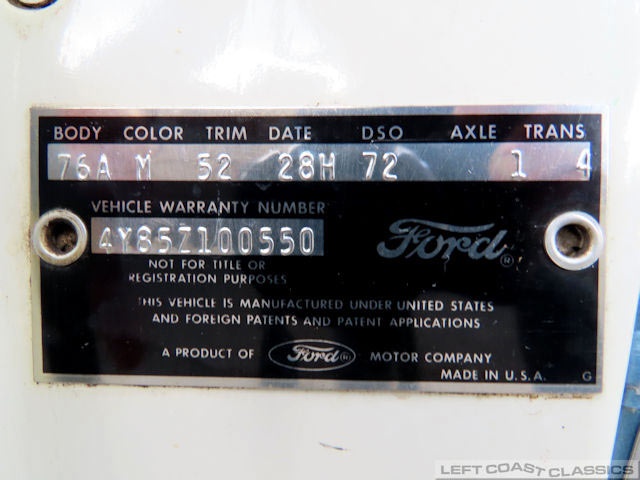 BODY COLOR TRIM DATE DSO AXLE TRANS
76A M 52 28H 72 1 4
VEHICLE WARRANTY NUMBER
4Y85Z100550
Ford®
NOT FOR TITLE OR
REGISTRATION PURPOSES
THIS VEHICLE IS MANUFACTURED UNDER UNITED STATES
AND FOREIGN PATENTS AND PATENT APPLICATIONS
A PRODUCT OF Ford® MOTOR COMPANY
MADE IN U.S.A. G
LEFT COAST CLASSICS